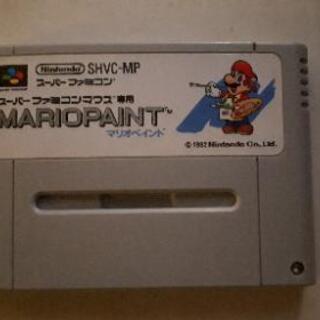 Nintendo SHVC-MP
スーパーファミコン
スーパーファミコンマウス専用
MARIOPAINT™
マリオペイント
©1992 Nintendo Co., Ltd.